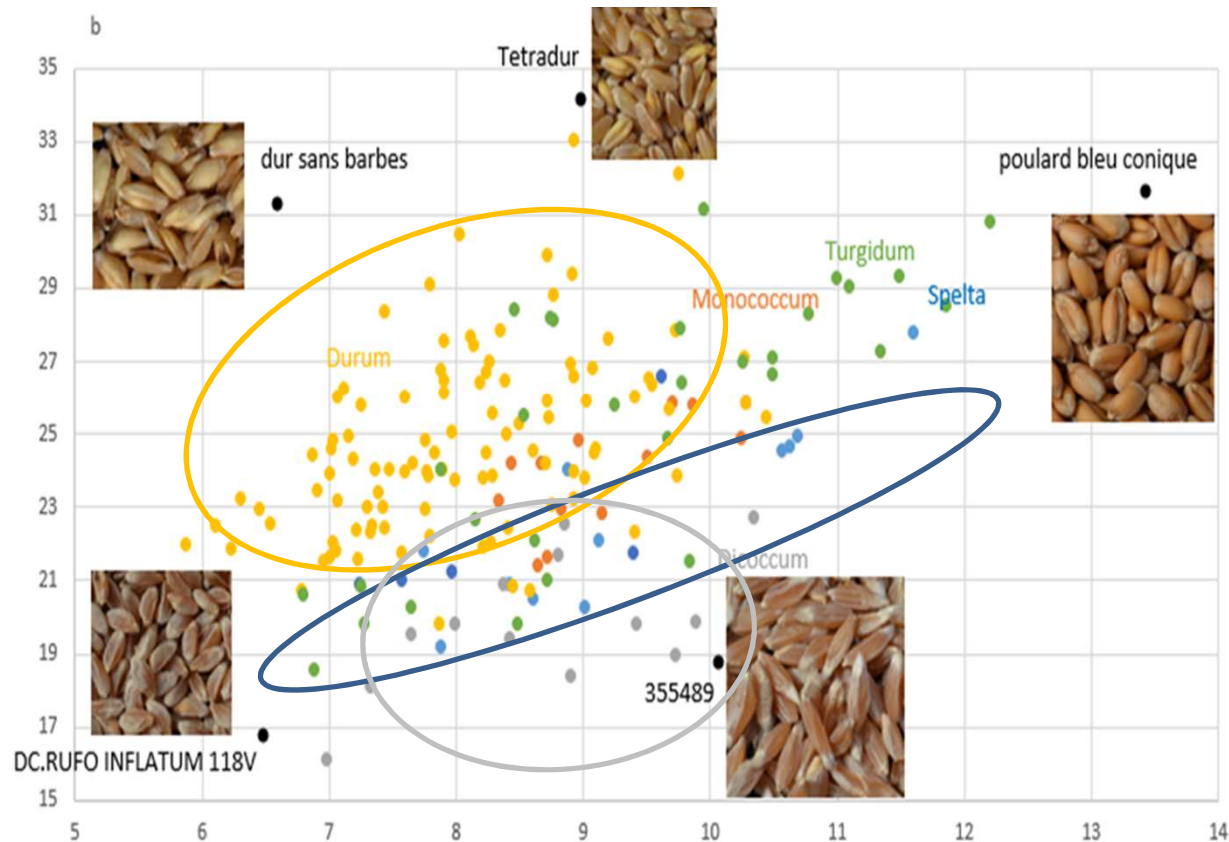 b
Tetradur
35
33
dur sans barbes
poulard bleu conique
31
Turgidum
29
Monococcum
Spelta
27
Durum
25
23
21
Dicoccum
19
355489
17
DC.RUFO INFLATUM 118V
15
5 6 7 8 9 10 11 12 13 14